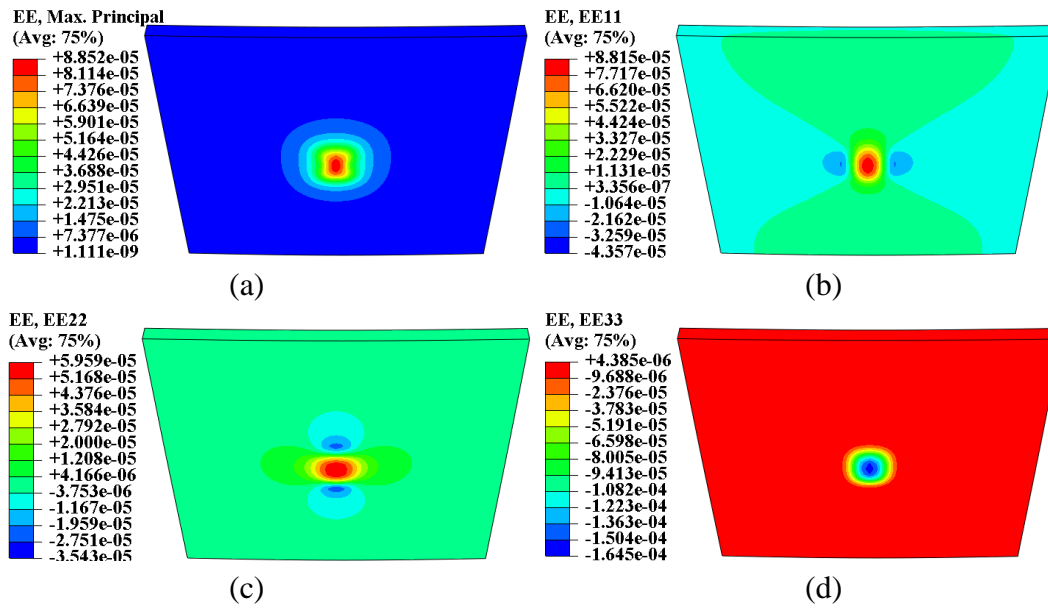 EE, Max. Principal
(Avg: 75%)
+8.852e-05
+8.114e-05
+7.376e-05
+6.639e-05
+5.901e-05
+5.164e-05
+4.426e-05
+3.688e-05
+2.951e-05
+2.213e-05
+1.475e-05
+7.377e-06
+1.111e-09
(a)
EE, EE11
(Avg: 75%)
+8.815e-05
+7.717e-05
+6.620e-05
+5.522e-05
+4.424e-05
+3.327e-05
+2.229e-05
+1.131e-05
+3.356e-07
-1.064e-05
-2.162e-05
-3.259e-05
-4.357e-05
(b)
EE, EE22
(Avg: 75%)
+5.959e-05
+5.168e-05
+4.376e-05
+3.584e-05
+2.792e-05
+2.000e-05
+1.208e-05
+4.166e-06
-3.753e-06
-1.167e-05
-1.959e-05
-2.751e-05
-3.543e-05
(c)
EE, EE33
(Avg: 75%)
+4.385e-06
-9.688e-06
-2.376e-05
-3.783e-05
-5.191e-05
-6.598e-05
-8.005e-05
-9.413e-05
-1.082e-04
-1.223e-04
-1.363e-04
-1.504e-04
-1.645e-04
(d)